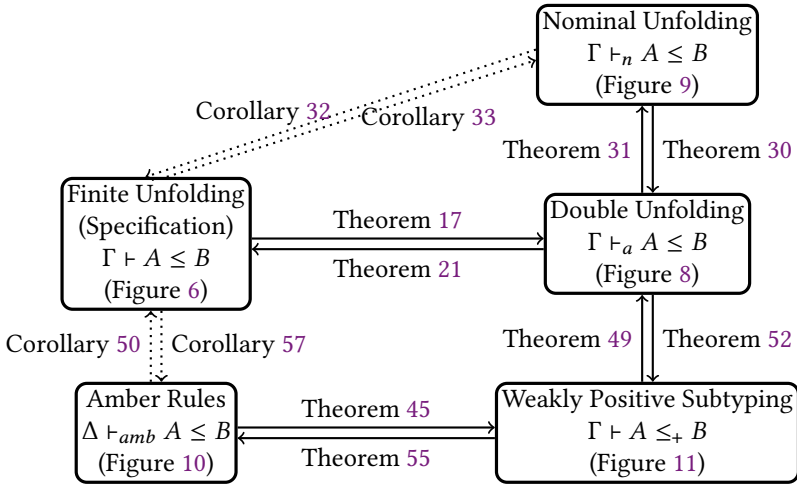 Nominal Unfolding
Γ ⊢n A ≤ B
(Figure 9)
Corollary 32
Corollary 33
Theorem 31
Theorem 30
Finite Unfolding
(Specification)
Γ ⊢ A ≤ B
(Figure 6)
Theorem 17
Theorem 21
Double Unfolding
Γ ⊢a A ≤ B
(Figure 8)
Corollary 50
Corollary 57
Theorem 49
Theorem 52
Amber Rules
Δ ⊢amb A ≤ B
(Figure 10)
Theorem 45
Theorem 55
Weakly Positive Subtyping
Γ ⊢ A ≤+ B
(Figure 11)